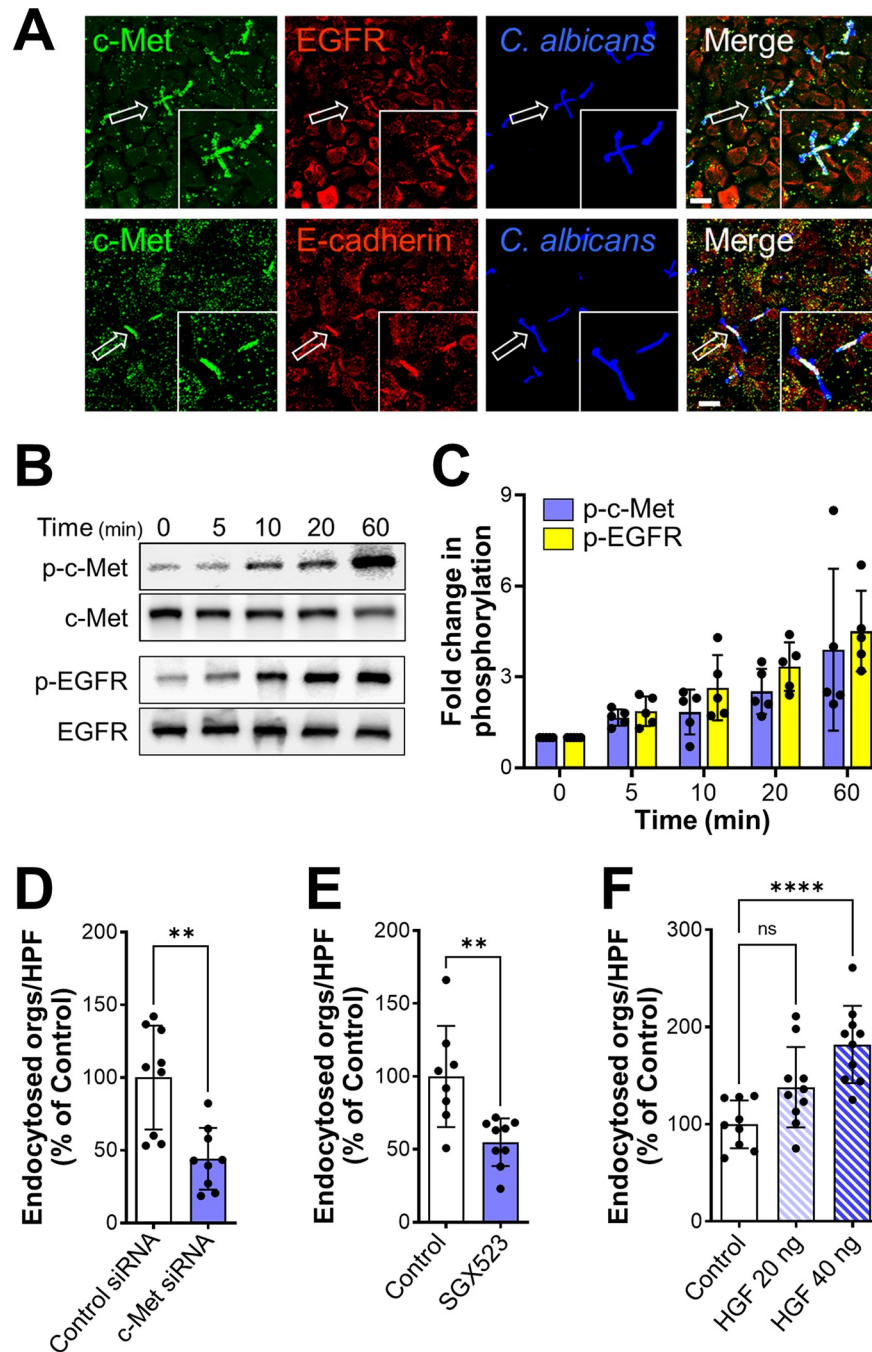 A
c-Met EGFR C. albicans Merge
c-Met E-cadherin C. albicans Merge
B
Time (min) 0 5 10 20 60
p-c-Met
c-Met
p-EGFR
EGFR
C
Fold change in
phosphorylation
9
6
3
0
p-c-Met
p-EGFR
0 5 10 20 60
Time (min)
D
Endocytosed orgs/HPF
(% of Control)
200
150
100
50
0
**
Control siRNA
c-Met siRNA
E
Endocytosed orgs/HPF
(% of Control)
200
150
100
50
0
**
Control
SGX523
F
Endocytosed orgs/HPF
(% of Control)
300
200
100
0
****
ns
Control
HGF 20 ng
HGF 40 ng